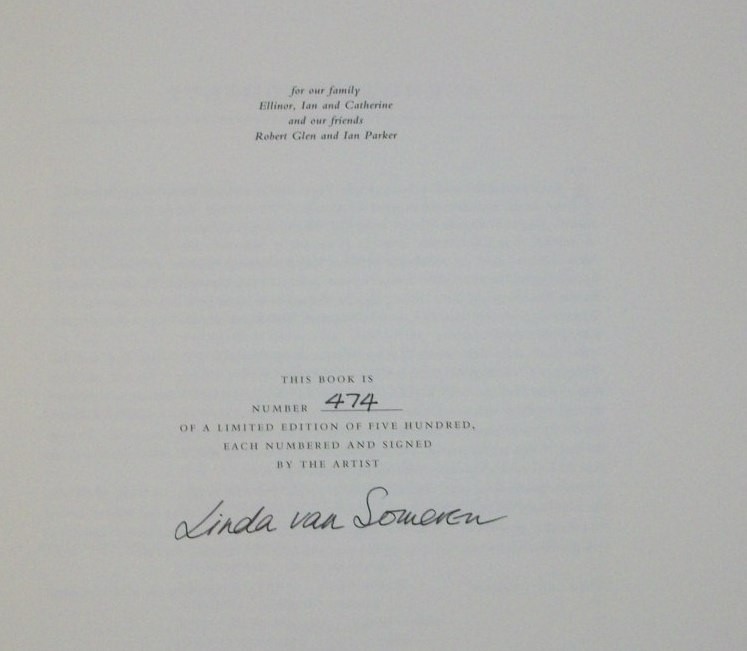 for our family
Ellinor, Ian and Catherine
and our friends
Robert Glen and Ian Parker
THIS BOOK IS
NUMBER 474
OF A LIMITED EDITION OF FIVE HUNDRED,
EACH NUMBERED AND SIGNED
BY THE ARTIST
Linda van Someren